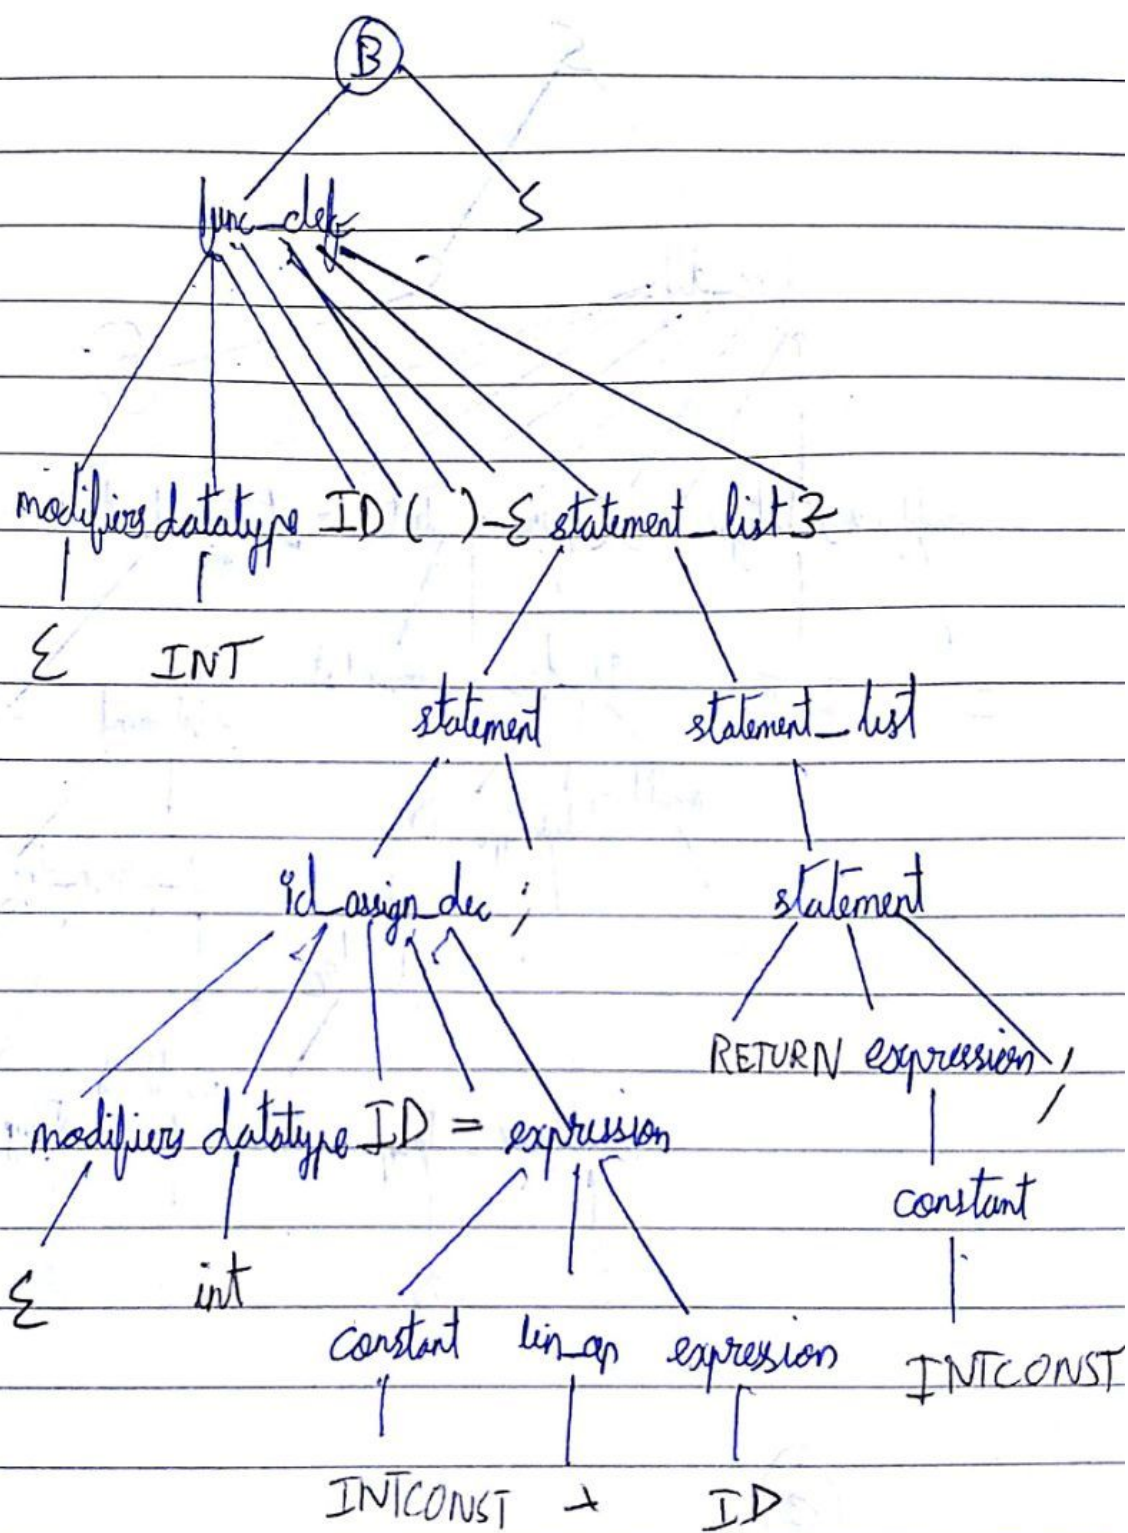 B
func_def S
modifiers datatype ID ( ) { statement_list }
Ɛ INT
statement statement_list
id_assign_dec ; statement
RETURN expression ;
modifiers datatype ID = expression
constant
Ɛ int
constant lin_op expression INTCONST
INTCONST + ID